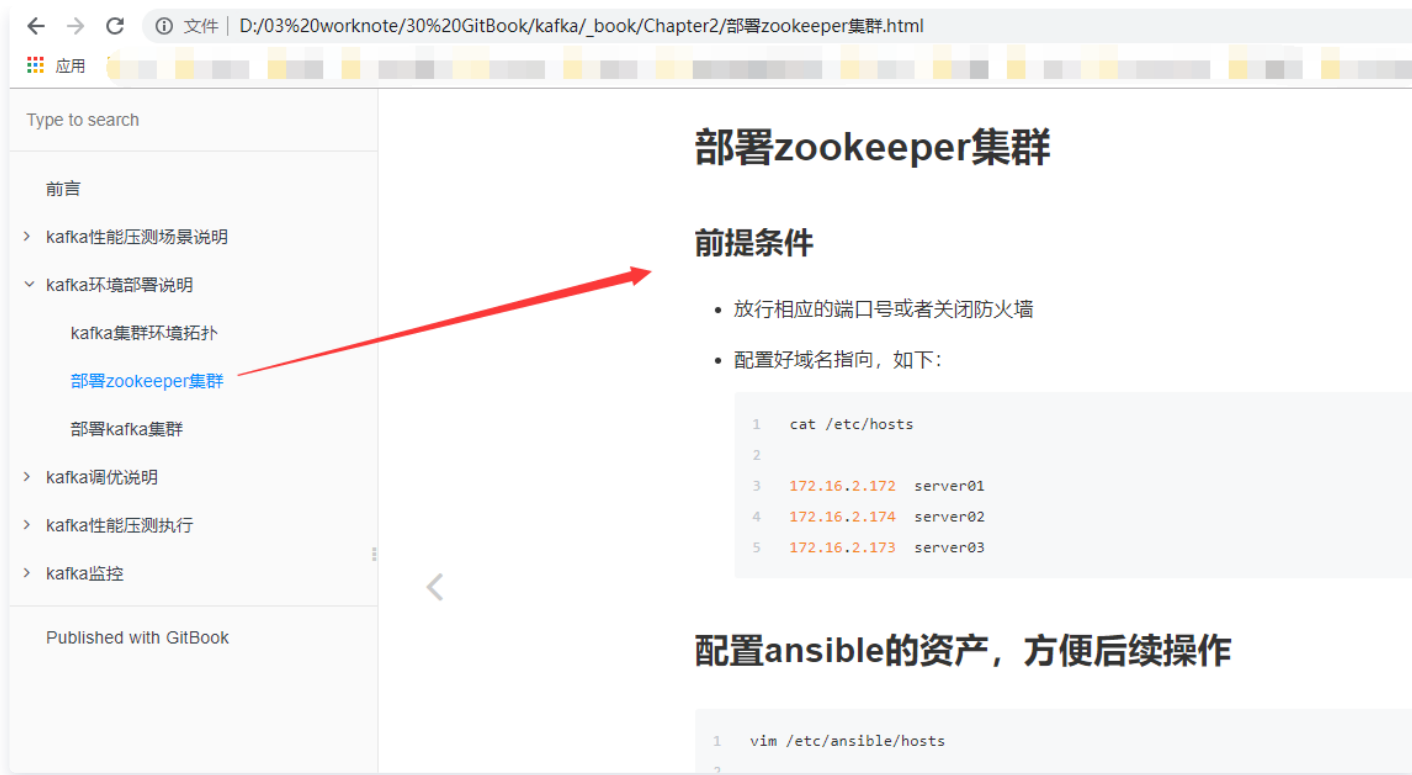 文件 D:/03%20worknote/30%20GitBook/kafka/_book/Chapter2/部署zookeeper集群.html
应用
Type to search
前言
kafka性能压测场景说明
kafka环境部署说明
kafka集群环境拓扑
部署zookeeper集群
部署kafka集群
kafka调优说明
kafka性能压测执行
kafka监控
Published with GitBook
部署zookeeper集群
前提条件
• 放行相应的端口号或者关闭防火墙
• 配置好域名指向，如下：
1 cat /etc/hosts
2
3 172.16.2.172 server01
4 172.16.2.174 server02
5 172.16.2.173 server03
配置ansible的资产，方便后续操作
1 vim /etc/ansible/hosts
2